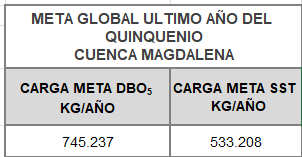 META GLOBAL ULTIMO AÑO DEL
QUINQUENIO
CUENCA MAGDALENA
CARGA META DBO₅ CARGA META SST
KG/AÑO KG/AÑO
745.237 533.208